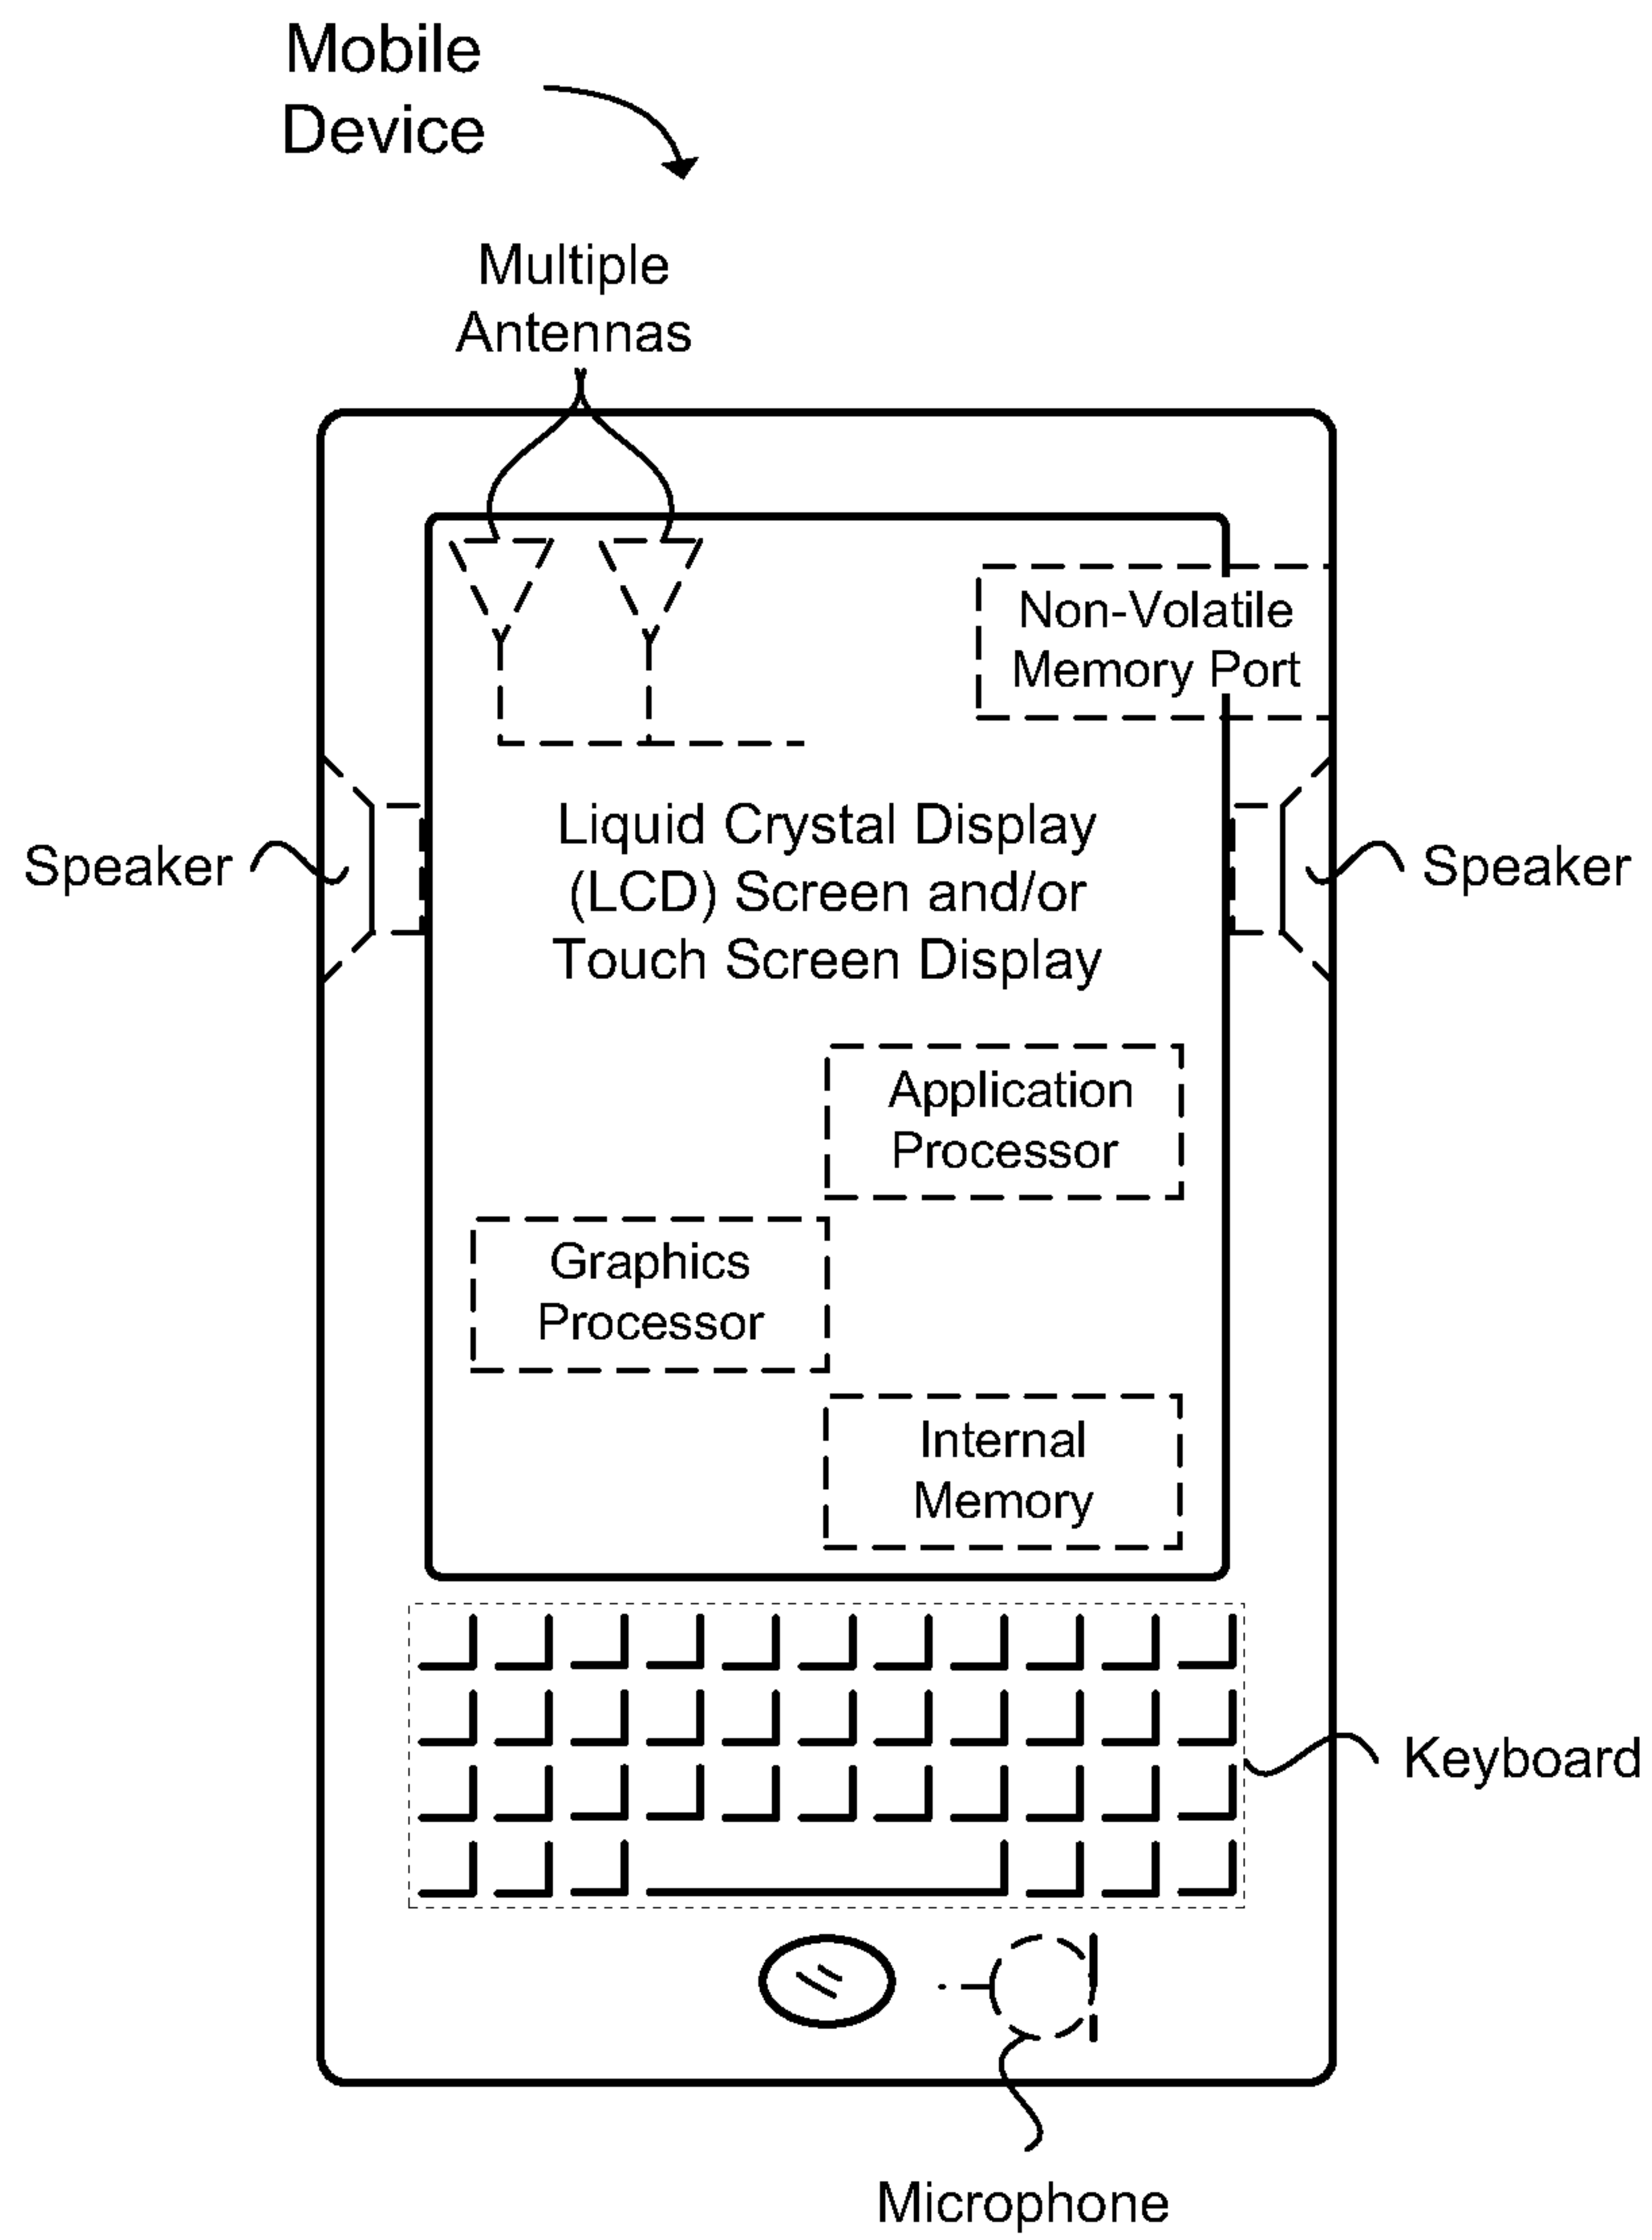 Mobile
Device
Multiple
Antennas
Non-Volatile
Memory Port
Liquid Crystal Display
(LCD) Screen and/or
Touch Screen Display
Speaker
Speaker
Application
Processor
Graphics
Processor
Internal
Memory
Keyboard
Microphone